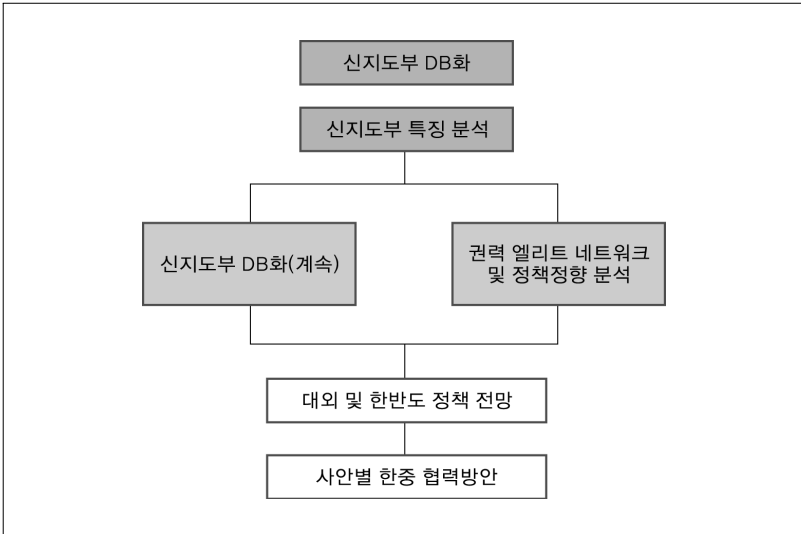 신지도부 DB화
신지도부 특징 분석
신지도부 DB화(계속)
권력 엘리트 네트워크
및 정책정향 분석
대외 및 한반도 정책 전망
사안별 한중 협력방안